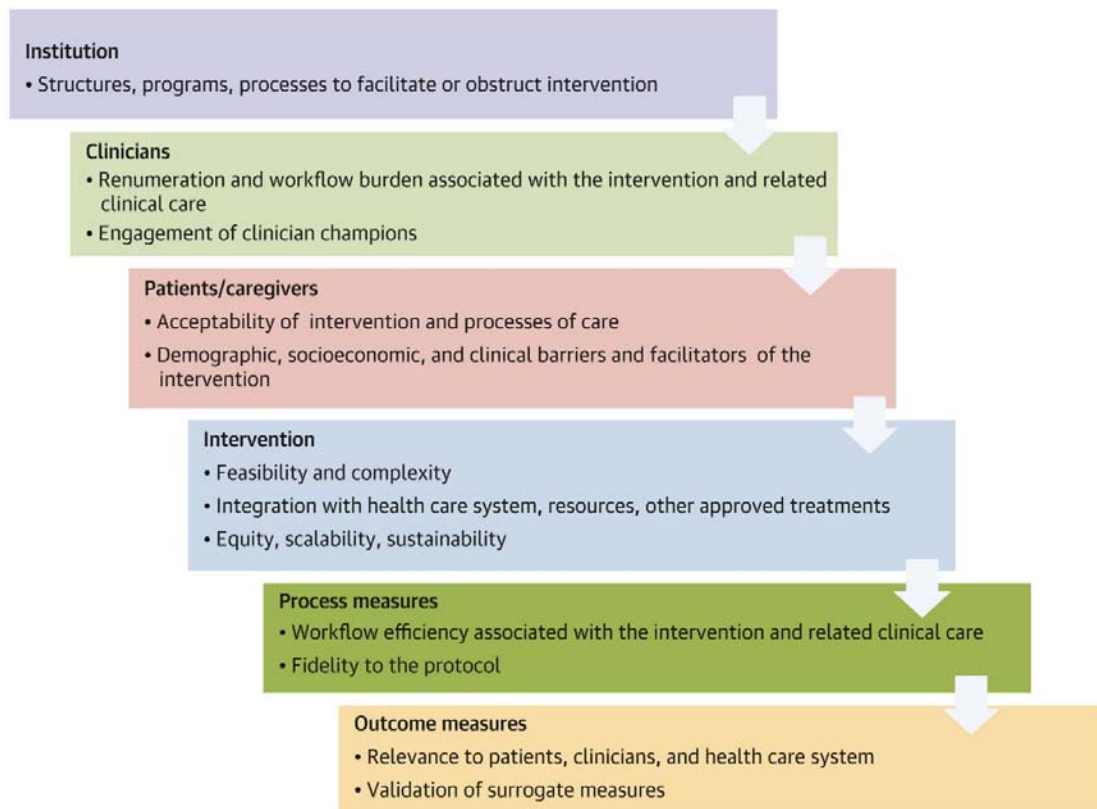 Institution
• Structures, programs, processes to facilitate or obstruct intervention
Clinicians
• Renumeration and workflow burden associated with the intervention and related
clinical care
• Engagement of clinician champions
Patients/caregivers
• Acceptability of intervention and processes of care
• Demographic, socioeconomic, and clinical barriers and facilitators of the
intervention
Intervention
• Feasibility and complexity
• Integration with health care system, resources, other approved treatments
• Equity, scalability, sustainability
Process measures
• Workflow efficiency associated with the intervention and related clinical care
• Fidelity to the protocol
Outcome measures
• Relevance to patients, clinicians, and health care system
• Validation of surrogate measures